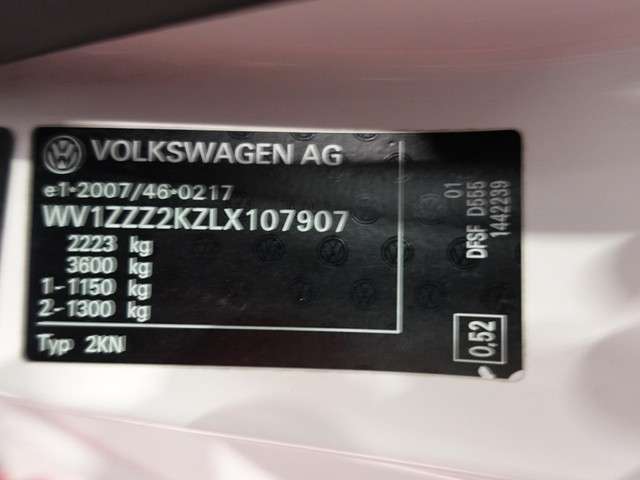 VOLKSWAGEN AG
e1*2007/46*0217
WV1ZZZ2KZLX107907
2223 kg
3600 kg
1-1150 kg
2-1300 kg
Typ 2KN
01
DFSF D555
1442239
0,52